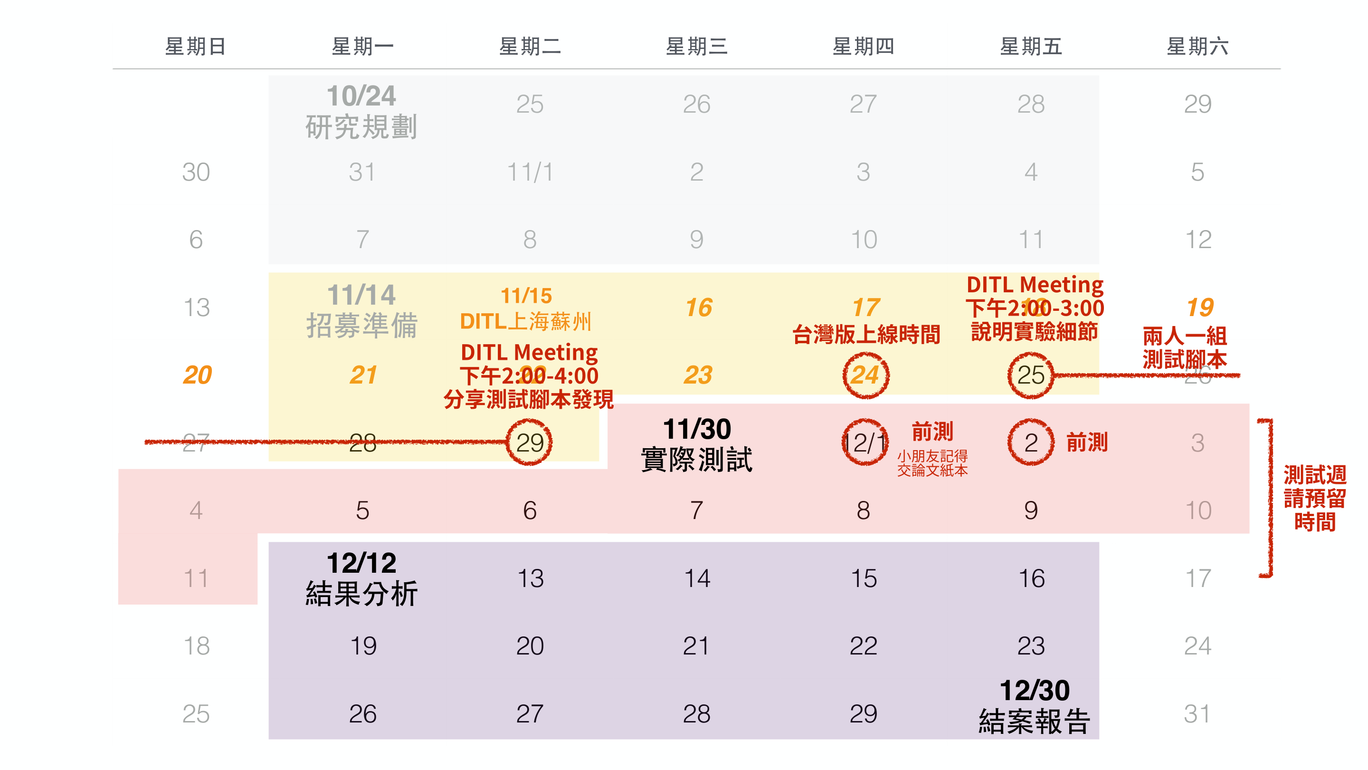 星期日 星期一 星期二 星期三 星期四 星期五 星期六
10/24 25 26 27 28 29
研究規劃
30 31 11/1 2 3 4 5
6 7 8 9 10 11 12
DITL Meeting
下午2:00-3:00
說明實驗細節
13 11/14 11/15 16 17 18 19
招募準備 DITL上海蘇州
台灣版上線時間
兩人一組
測試腳本
DITL Meeting
下午2:00-4:00
分享測試腳本發現
20 21 22 23 24 25 26
27 28 29 11/30 12/1 前測 2 前測 3
實際測試
小朋友記得
交論文紙本
測試週
請預留
時間
4 5 6 7 8 9 10
11 12/12 13 14 15 16 17
結果分析
18 19 20 21 22 23 24
25 26 27 28 29 12/30 31
結案報告